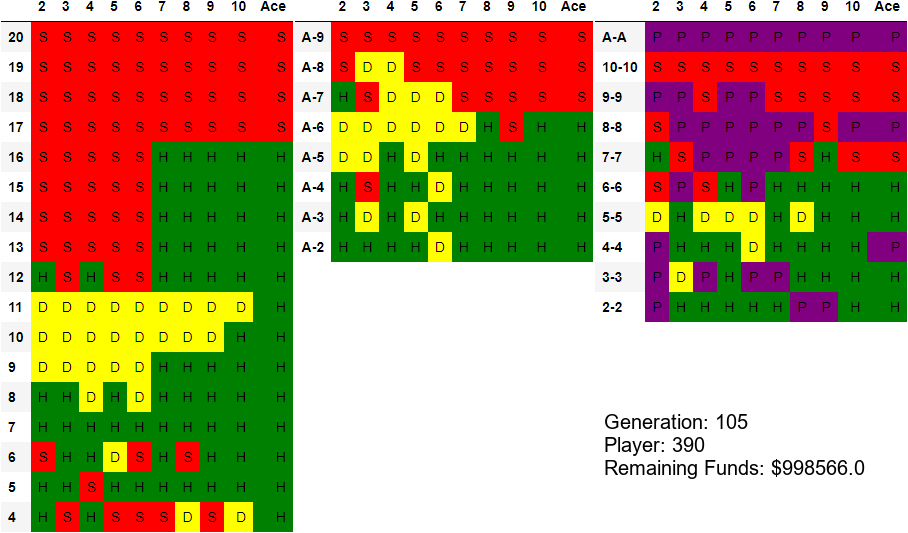 2 3 4 5 6 7 8 9 10 Ace
20 S S S S S S S S S S
19 S S S S S S S S S S
18 S S S S S S S S S S
17 S S S S S S S S S S
16 S S S S S H H H H H
15 S S S S S H H H H H
14 S S S S S H H H H H
13 S S S S S H H H H H
12 H S H S S H H H H H
11 D D D D D D D D D H
10 D D D D D D D D H H
9 D D D D D H H H H H
8 H H D H D H H H H H
7 H H H H H H H H H H
6 S H H D S H S H H H
5 H H S H H H H H H H
4 H S H S S S D S D H
2 3 4 5 6 7 8 9 10 Ace
A-9 S S S S S S S S S S
A-8 S D D S S S S S S S
A-7 H S D D D S S S S S
A-6 D D D D D D H S H H
A-5 D D H D H H H H H H
A-4 H S H H D H H H H H
A-3 H D H D H H H H H H
A-2 H H H H D H H H H H
2 3 4 5 6 7 8 9 10 Ace
A-A P P P P P P P P P P
10-10 S S S S S S S S S S
9-9 P P S P P S S S S S
8-8 S P P P P P P S P P
7-7 H S P P P P S H S S
6-6 S P S H P H H H H H
5-5 D H D D D H D H H H
4-4 P H H H D H H H H P
3-3 P D P H P P H H H H
2-2 P H H H H H P P H H
Generation: 105
Player: 390
Remaining Funds: $998566.0